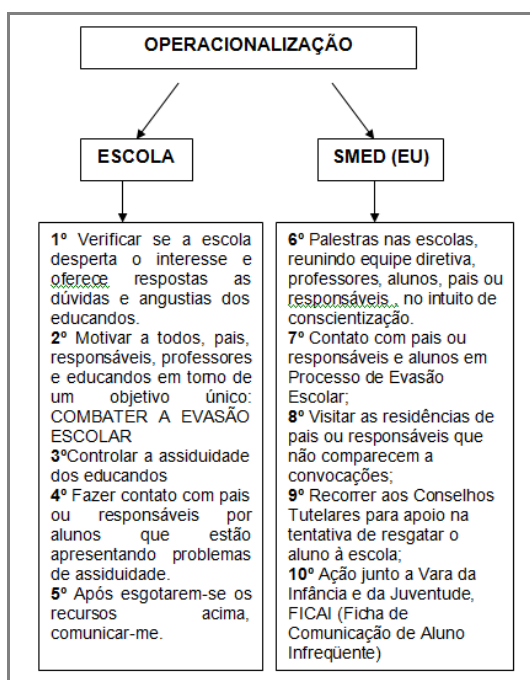 OPERACIONALIZAÇÃO
ESCOLA
SMED (EU)
1º Verificar se a escola
desperta o interesse e
oferece respostas as
dúvidas e angustias dos
educandos.
2º Motivar a todos, pais,
responsáveis, professores
e educandos em torno de
um objetivo único:
COMBATER A EVASÃO
ESCOLAR
3ºControlar a assiduidade
dos educandos
4º Fazer contato com pais
ou responsáveis por
alunos que estão
apresentando problemas
de assiduidade.
5º Após esgotarem-se os
recursos acima,
comunicar-me.
6º Palestras nas escolas,
reunindo equipe diretiva,
professores, alunos, pais ou
responsáveis , no intuito de
conscientização.
7º Contato com pais ou
responsáveis e alunos em
Processo de Evasão
Escolar;
8º Visitar as residências de
pais ou responsáveis que
não comparecem a
convocações;
9º Recorrer aos Conselhos
Tutelares para apoio na
tentativa de resgatar o
aluno à escola;
10º Ação junto a Vara da
Infância e da Juventude,
FICAI (Ficha de
Comunicação de Aluno
Infreqüente)